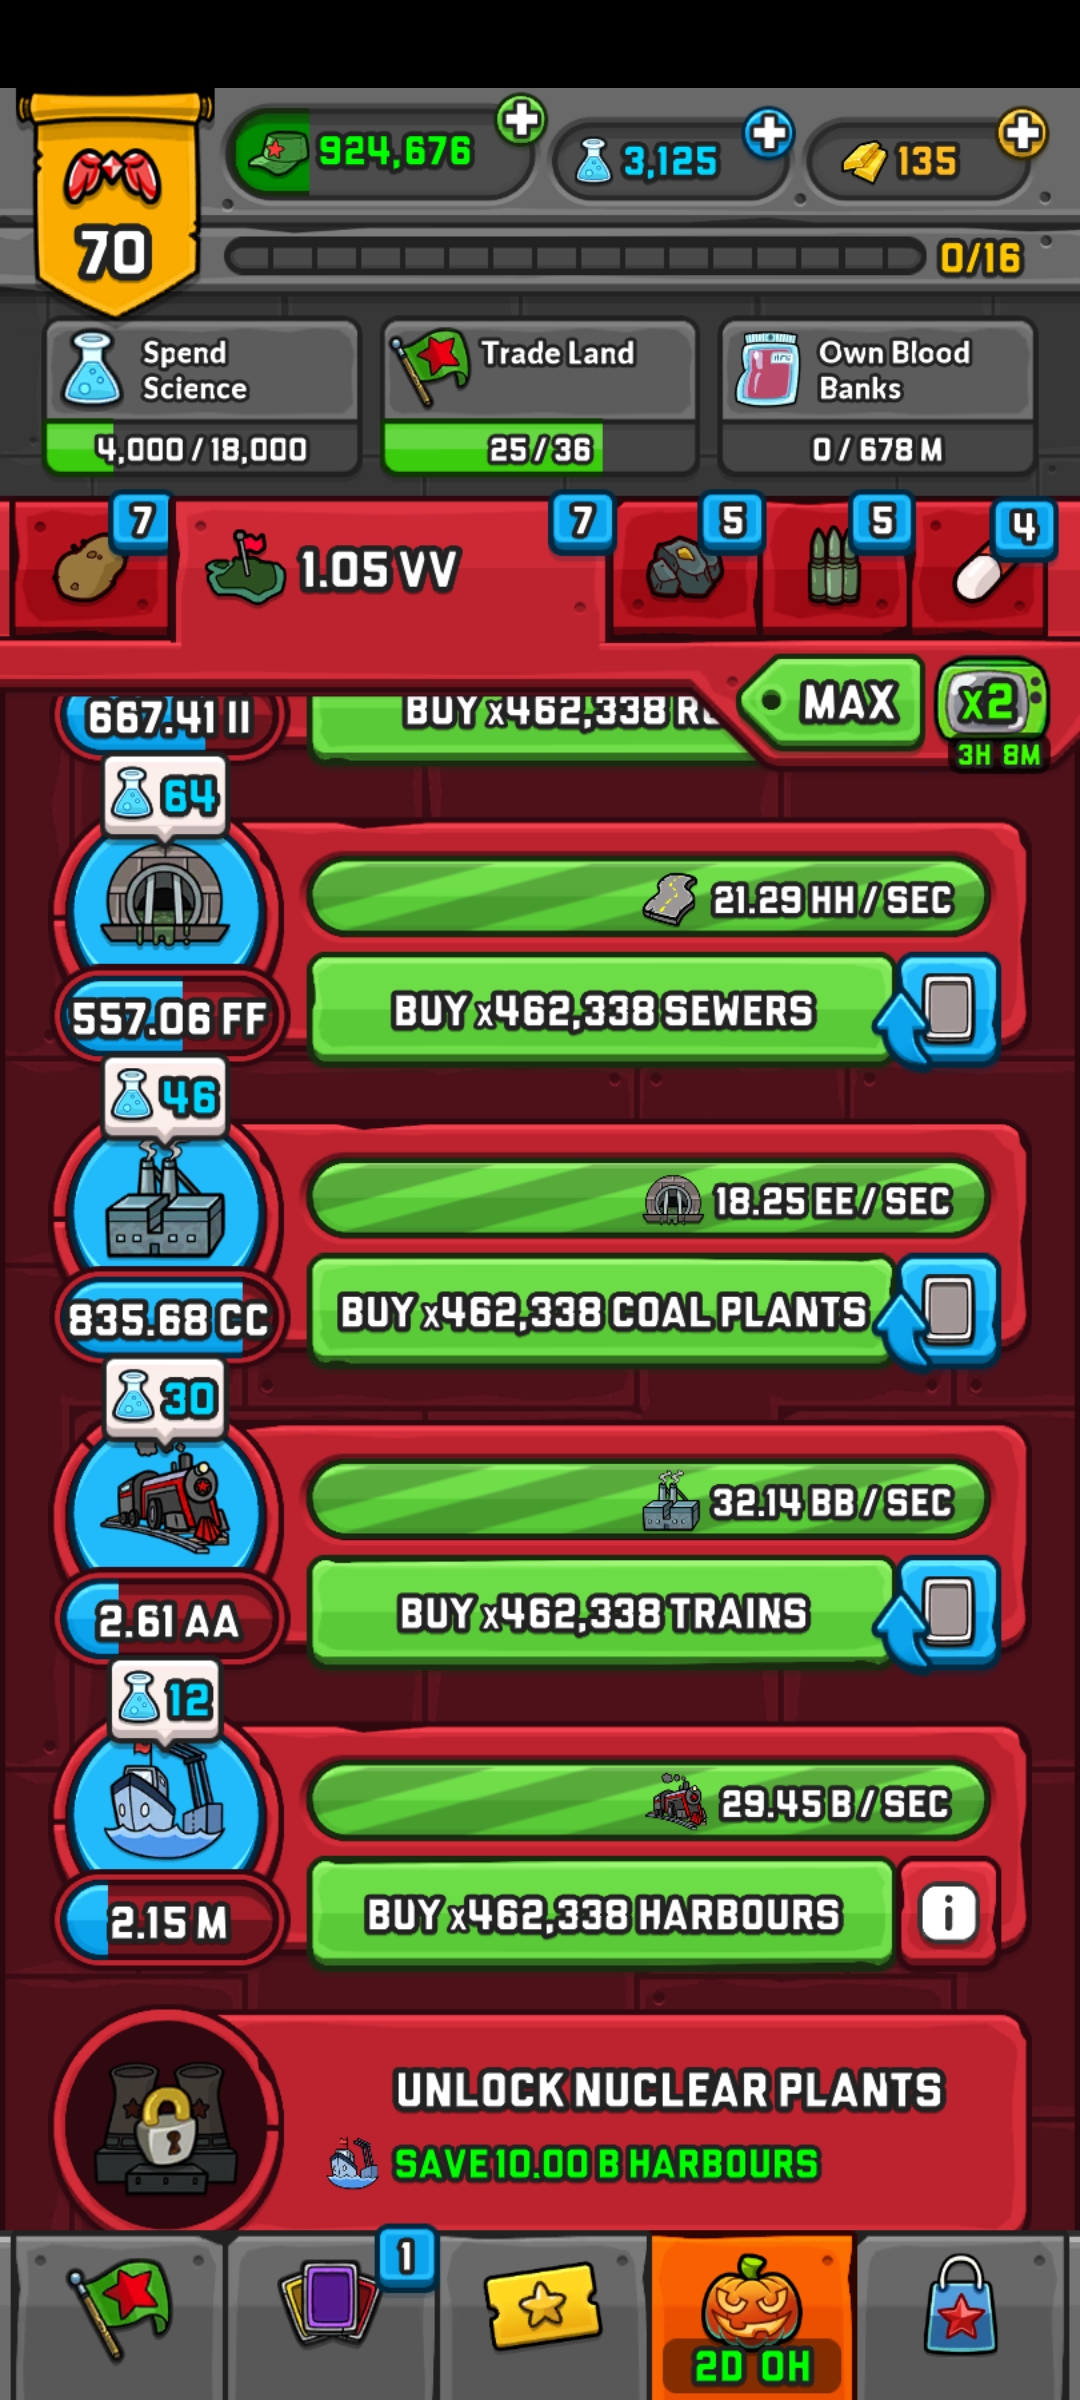 924,676
3,125
135
70
0/16
Spend
Science
4,000/18,000
Trade Land
25/36
Own Blood
Banks
0/678 M
7
1.05 VV
7
5
5
4
MAX
x2
3H 8M
667.41 II
BUY x462,338
64
21.29 HH/SEC
557.06 FF
BUY x462,338 SEWERS
46
18.25 EE/SEC
835.68 CC
BUY x462,338 COAL PLANTS
30
32.14 BB/SEC
2.61 AA
BUY x462,338 TRAINS
12
29.45 B/SEC
2.15 M
BUY x462,338 HARBOURS
i
UNLOCK NUCLEAR PLANTS
SAVE 10.00 B HARBOURS
1
2D 0H